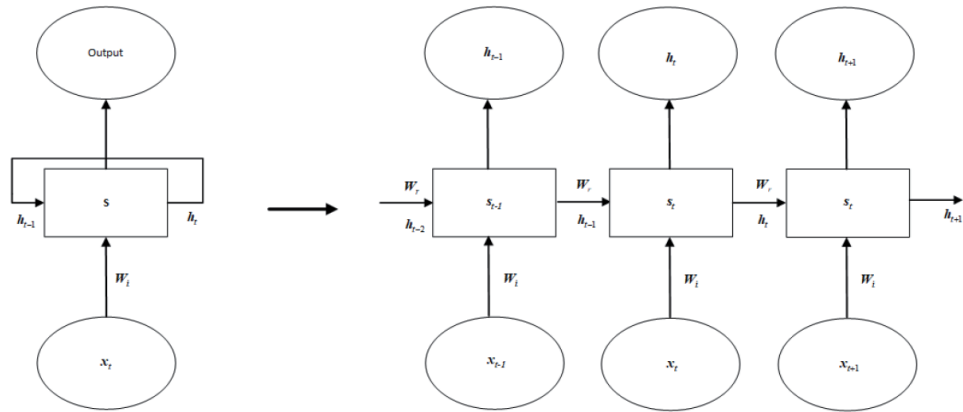 Output
h_{t-1}
h_t
h_{t+1}
W_r
W_r
W_r
s
s_{t-1}
s_t
s_t
h_{t-1}
h_t
h_{t-2}
h_{t-1}
h_t
h_{t+1}
W_i
W_i
W_i
W_i
x_t
x_{t-1}
x_t
x_{t+1}